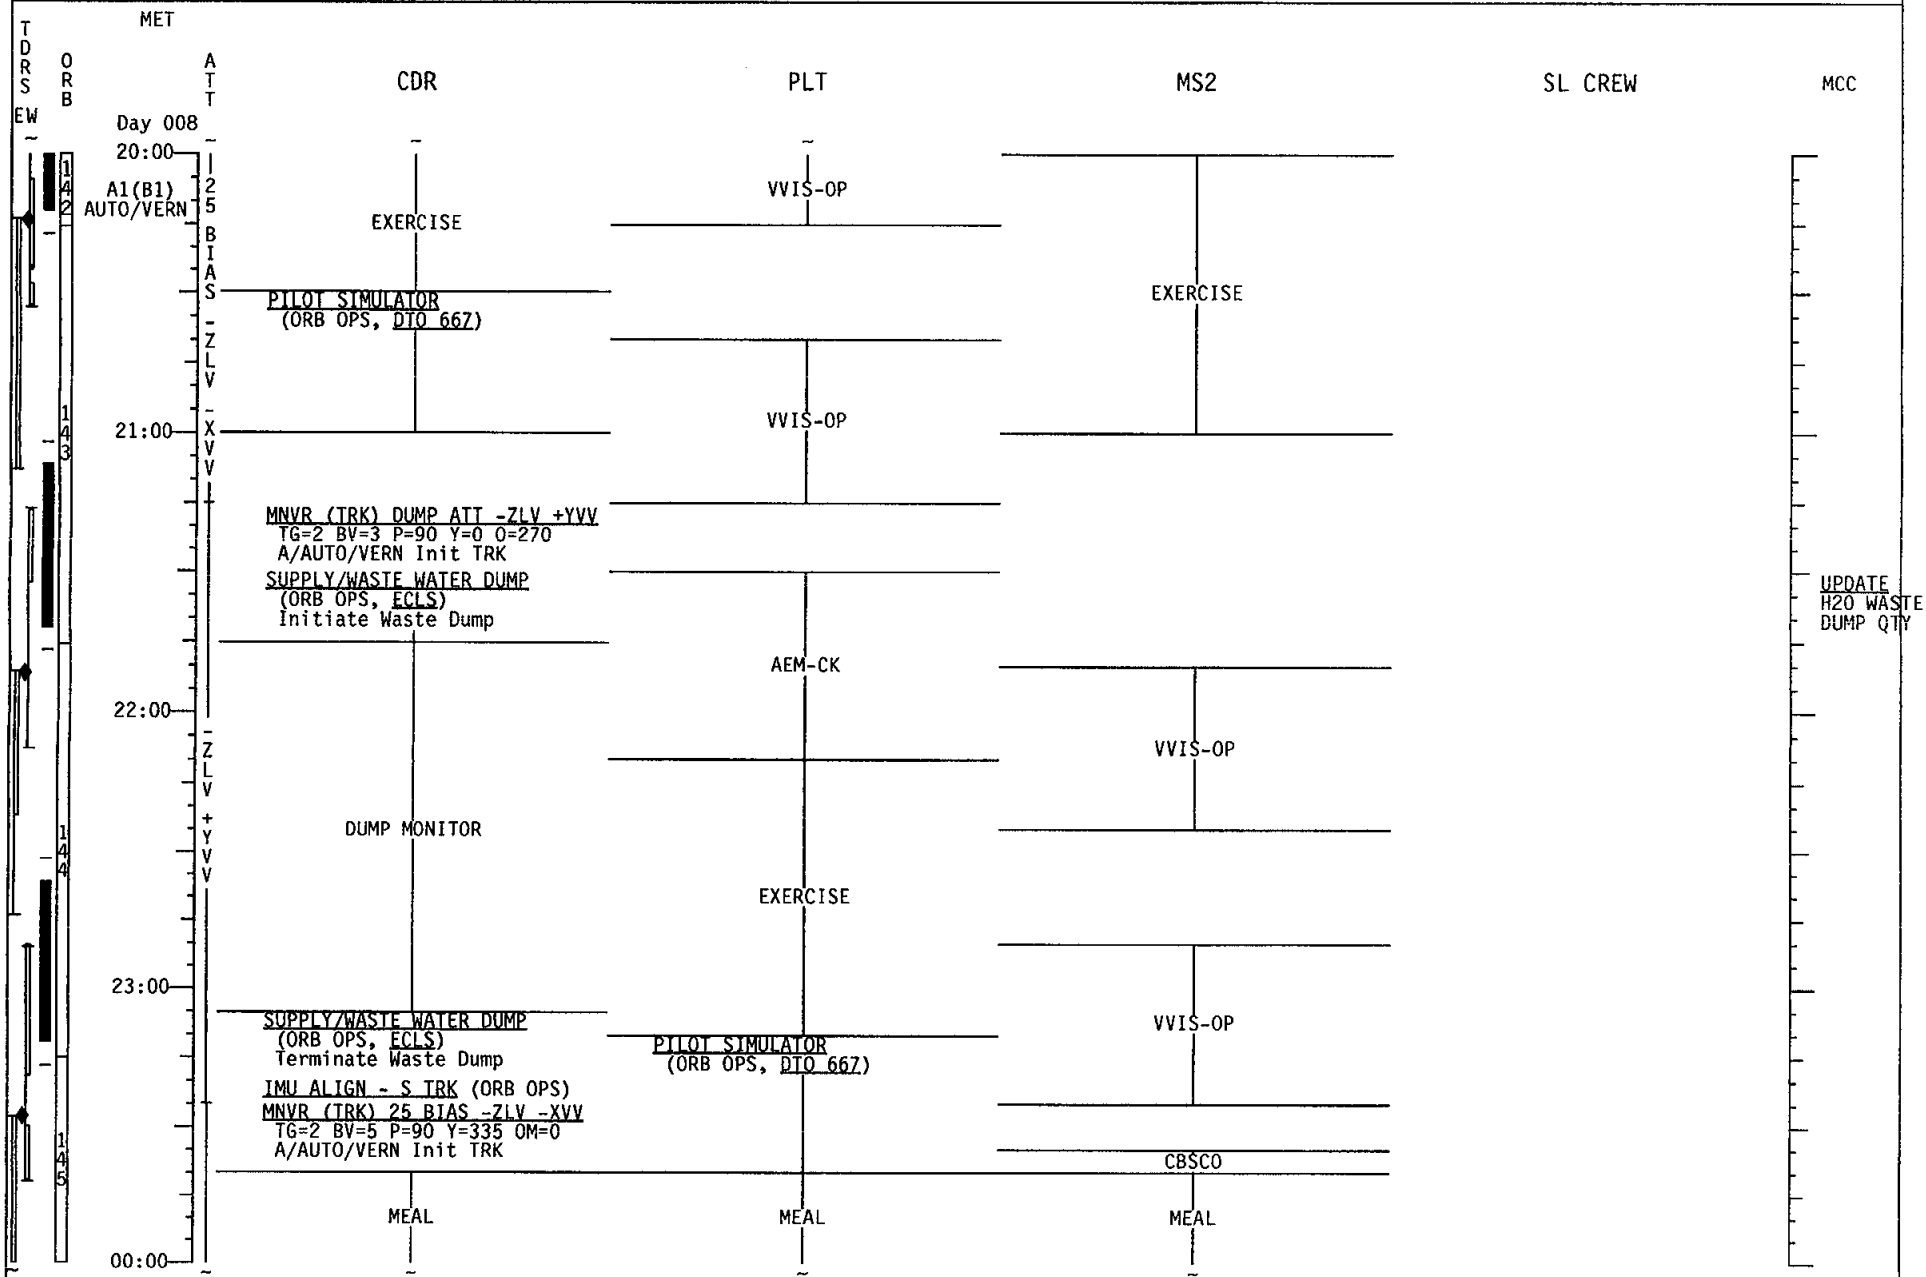 MET
TDRS
ORB
ATT
CDR
PLT
MS2
SL CREW
MCC
EW
Day 008
~ ~ ~ ~
20:00
142
A1(B1)
AUTO/VERN
25 BIAS -ZLV -XVV
EXERCISE
VVIS-OP
EXERCISE
PILOT SIMULATOR
(ORB OPS, DTO 667)
143
21:00
VVIS-OP
MNVR (TRK) DUMP ATT -ZLV +YVV
TG=2 BV=3 P=90 Y=0 O=270
A/AUTO/VERN Init TRK
SUPPLY/WASTE WATER DUMP
(ORB OPS, ECLS)
Initiate Waste Dump
UPDATE
H2O WASTE
DUMP QTY
AEM-CK
22:00
-ZLV +YVV
VVIS-OP
144
DUMP MONITOR
EXERCISE
23:00
SUPPLY/WASTE WATER DUMP
(ORB OPS, ECLS)
Terminate Waste Dump
PILOT SIMULATOR
(ORB OPS, DTO 667)
VVIS-OP
IMU ALIGN - S TRK (ORB OPS)
MNVR (TRK) 25 BIAS -ZLV -XVV
TG=2 BV=5 P=90 Y=335 OM=0
A/AUTO/VERN Init TRK
145
CBSCO
MEAL
MEAL
MEAL
00:00
~ ~ ~ ~ ~